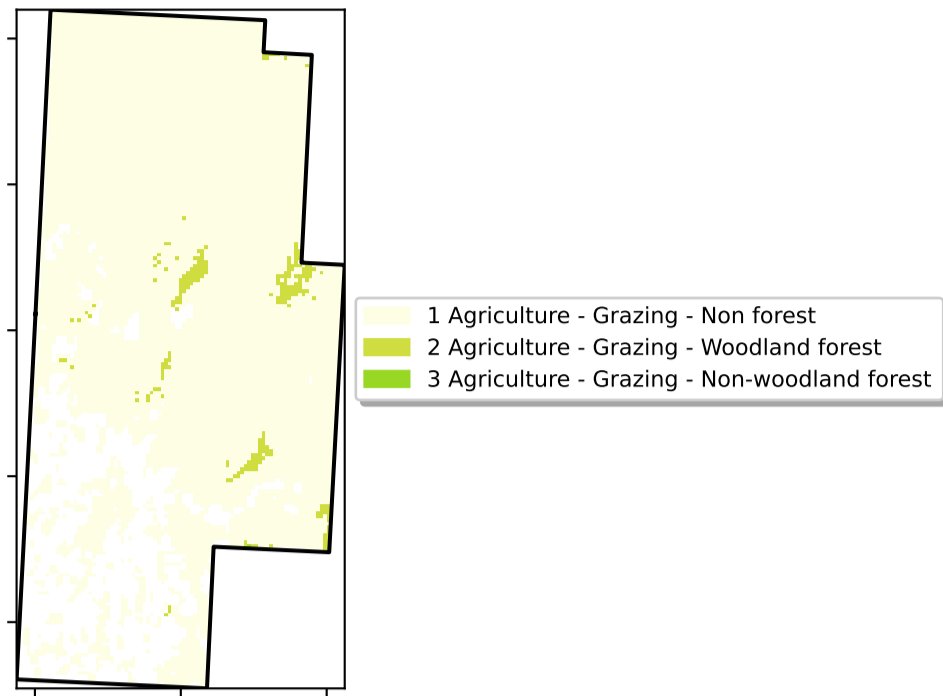 1 Agriculture - Grazing - Non forest
2 Agriculture - Grazing - Woodland forest
3 Agriculture - Grazing - Non-woodland forest